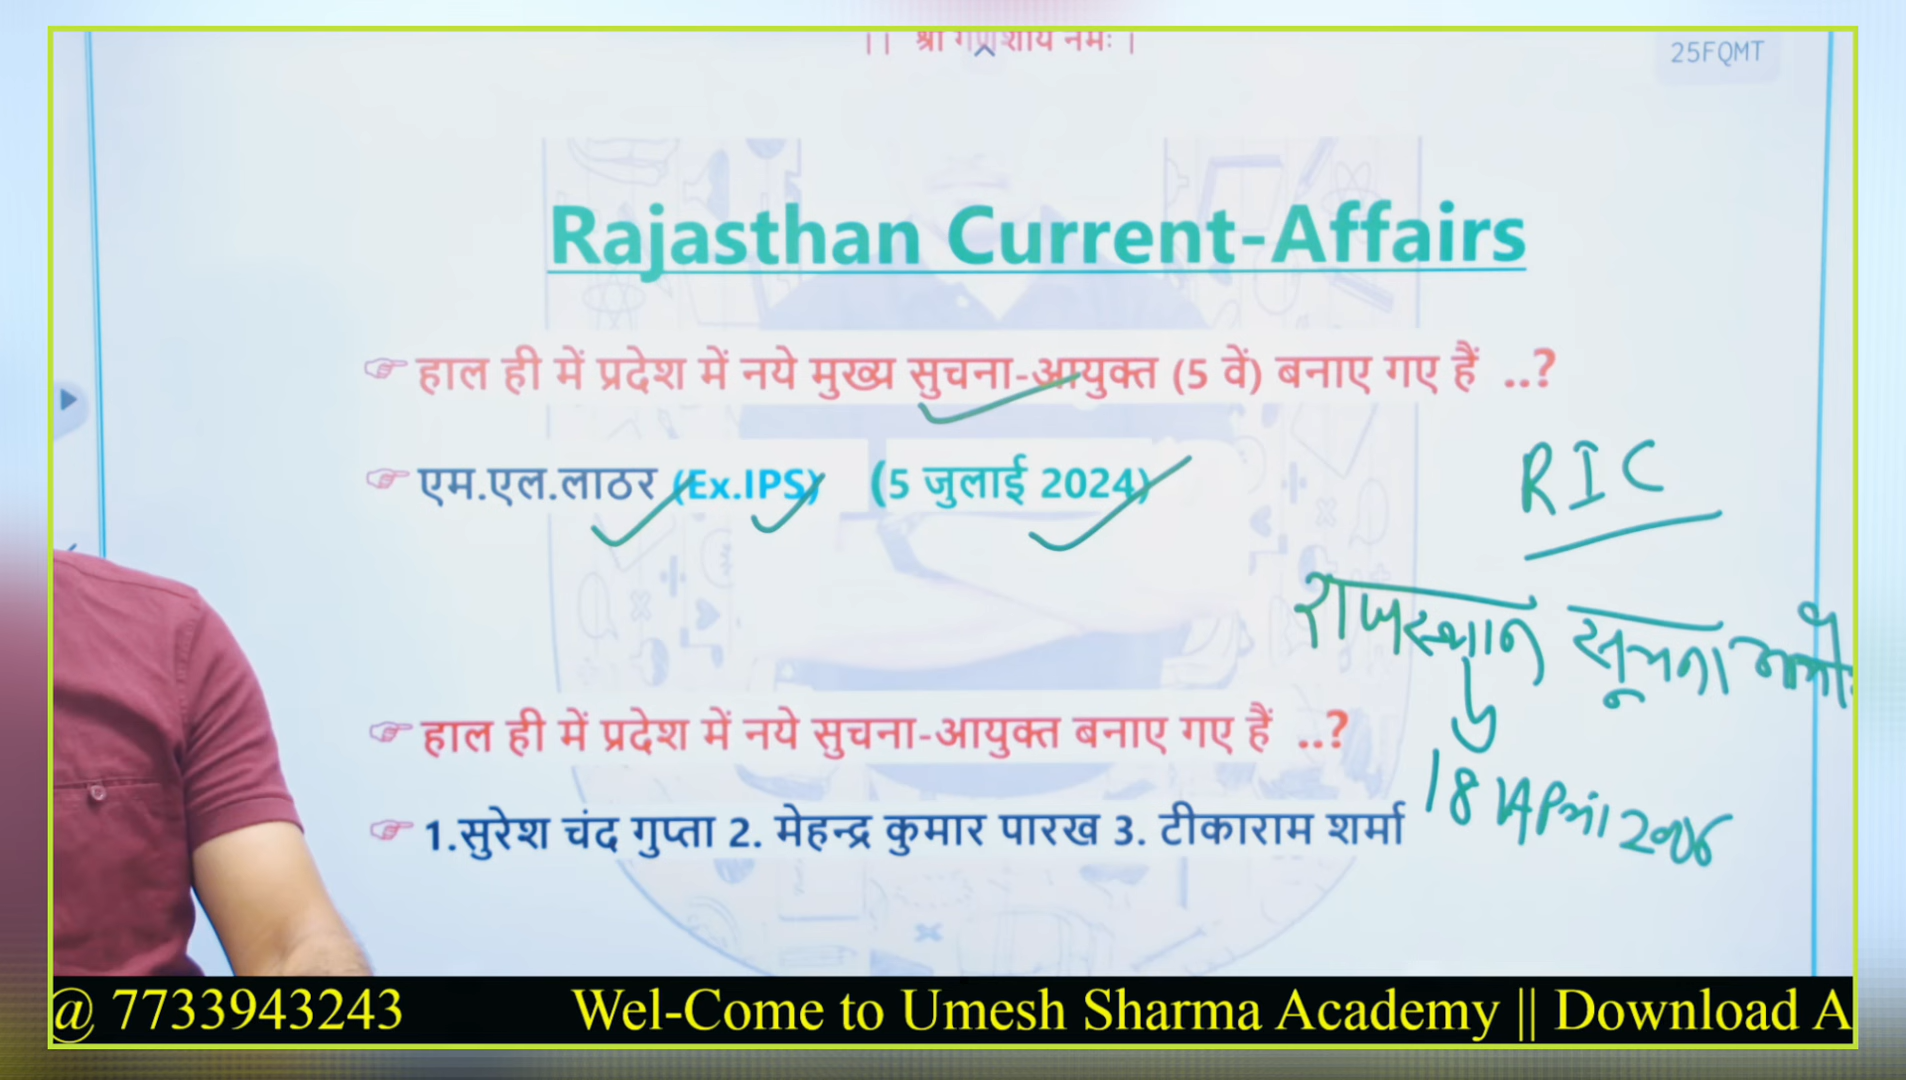 || श्री गणेशाय नमः |
25FQMT
Rajasthan Current-Affairs
हाल ही में प्रदेश में नये मुख्य सुचना-आयुक्त (5 वें) बनाए गए हैं ..?
एम.एल.लाठर (Ex.IPS) (5 जुलाई 2024)
RIC
राजस्थान सूचना
हाल ही में प्रदेश में नये सुचना-आयुक्त बनाए गए हैं ..?
1.सुरेश चंद गुप्ता 2. मेहन्द्र कुमार पारख 3. टीकाराम शर्मा
18 April 2006
@ 7733943243 Wel-Come to Umesh Sharma Academy || Download A